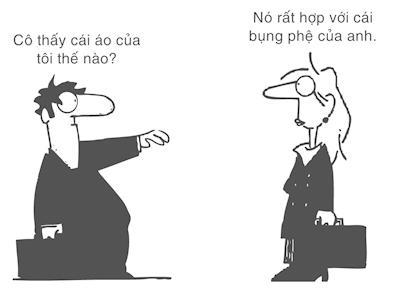 Cô thấy cái áo của
tôi thế nào?
Nó rất hợp với cái
bụng phệ của anh.